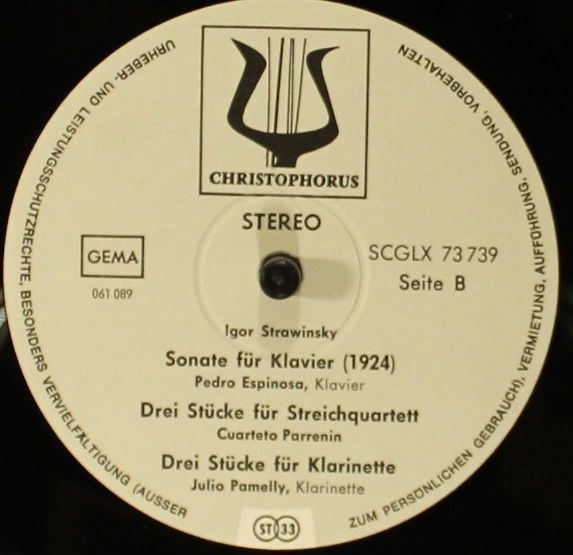 URHEBER- UND LEISTUNGSSCHUTZRECHTE, BESONDERS VERVIELFÄLTIGUNG (AUSSER
ZUM PERSÖNLICHEN GEBRAUCH), VERMIETUNG, AUFFÜHRUNG, SENDUNG, VORBEHALTEN
CHRISTOPHORUS
STEREO
GEMA
061 089
SCGLX 73 739
Seite B
Igor Strawinsky
Sonate für Klavier (1924)
Pedro Espinosa, Klavier
Drei Stücke für Streichquartett
Cuarteto Parrenin
Drei Stücke für Klarinette
Julio Pamelly, Klarinette
ST 33